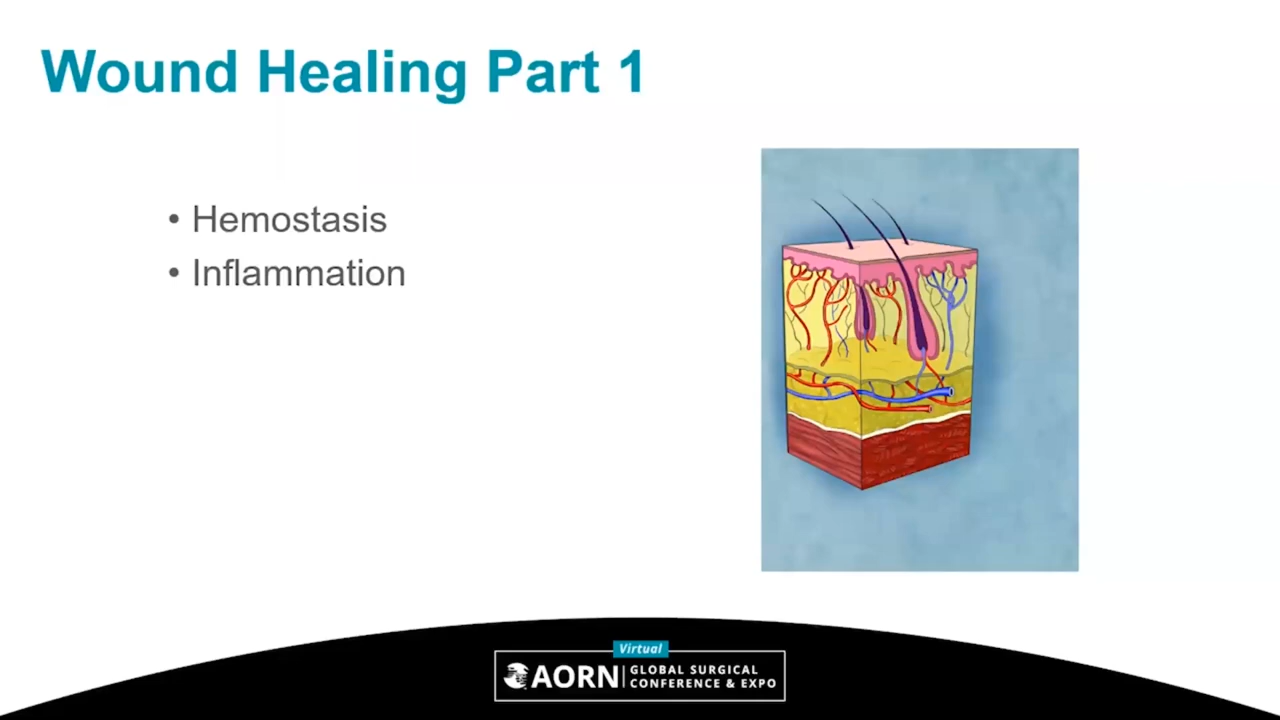 Wound Healing Part 1
• Hemostasis
• Inflammation
Virtual
AORN
GLOBAL SURGICAL
CONFERENCE & EXPO